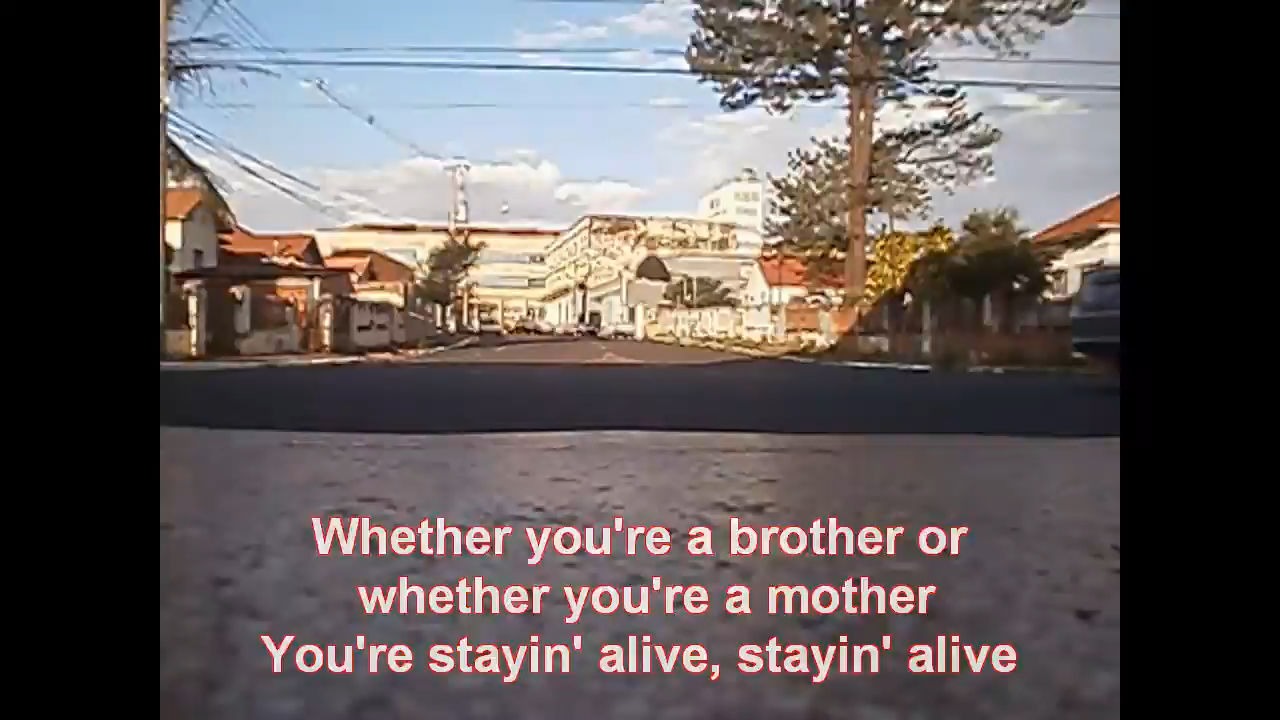 Whether you're a brother or
whether you're a mother
You're stayin' alive, stayin' alive